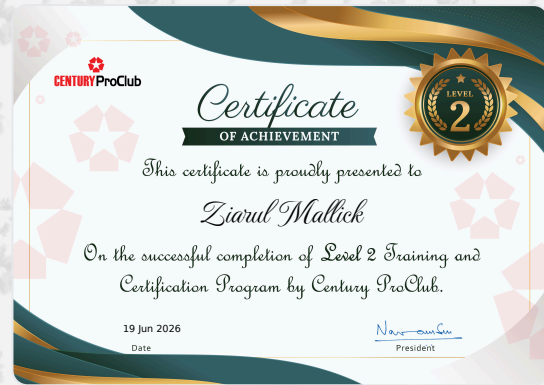 CENTURY ProClub
Certificate
OF ACHIEVEMENT
LEVEL
2
This certificate is proudly presented to
Ziarul Mallick
On the successful completion of Level 2 Training and
Certification Program by Century ProClub.
19 Jun 2026
Date
President